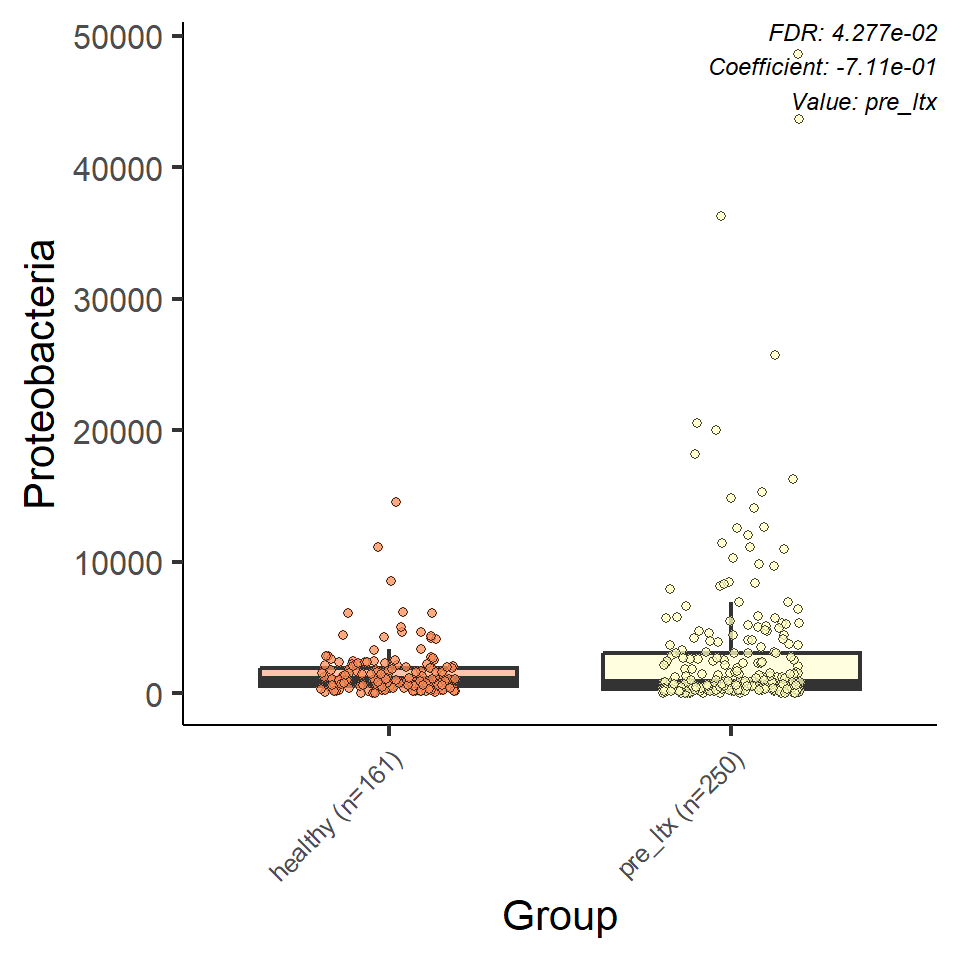 FDR: 4.277e-02
Coefficient: -7.11e-01
Value: pre_ltx
Proteobacteria
50000
40000
30000
20000
10000
0
healthy (n=161)
pre_ltx (n=250)
Group